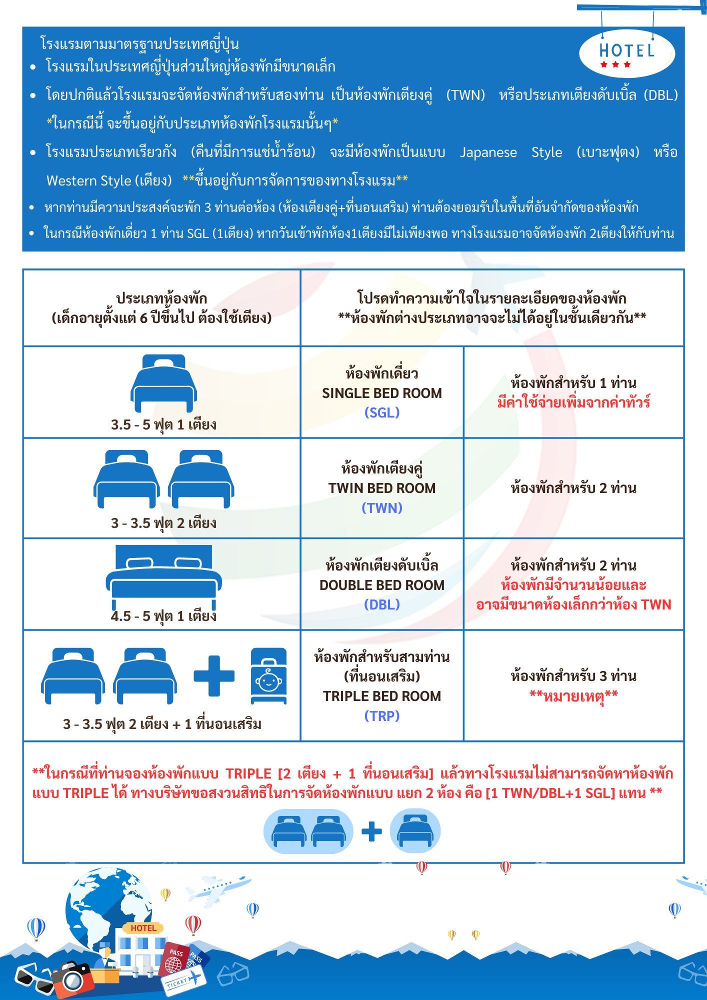 HOTEL
โรงแรมตามมาตรฐานประเทศญี่ปุ่น
• โรงแรมในประเทศญี่ปุ่นส่วนใหญ่ห้องพักมีขนาดเล็ก
• โดยปกติแล้วโรงแรมจะจัดห้องพักสำหรับสองท่าน เป็นห้องพักเตียงคู่ (TWN) หรือประเภทเตียงดับเบิ้ล (DBL)
*ในกรณีนี้ จะขึ้นอยู่กับประเภทห้องพักโรงแรมนั้นๆ*
• โรงแรมประเภทเรียวกัง (คืนที่มีการแช่น้ำร้อน) จะมีห้องพักเป็นแบบ Japanese Style (เบาะฟุตง) หรือ
Western Style (เตียง) **ขึ้นอยู่กับการจัดการของทางโรงแรม**
• หากท่านมีความประสงค์จะพัก 3 ท่านต่อห้อง (ห้องเตียงคู่+ที่นอนเสริม) ท่านต้องยอมรับในพื้นที่อันจำกัดของห้องพัก
• ในกรณีห้องพักเดี่ยว 1 ท่าน SGL (1เตียง) หากวันเข้าพักห้อง1เตียงมีไม่เพียงพอ ทางโรงแรมอาจจัดห้องพัก 2เตียงให้กับท่าน
ประเภทห้องพัก
(เด็กอายุตั้งแต่ 6 ปีขึ้นไป ต้องใช้เตียง)
โปรดทำความเข้าใจในรายละเอียดของห้องพัก
**ห้องพักต่างประเภทอาจจะไม่ได้อยู่ในชั้นเดียวกัน**
3.5 - 5 ฟุต 1 เตียง
ห้องพักเดี่ยว
SINGLE BED ROOM
(SGL)
ห้องพักสำหรับ 1 ท่าน
มีค่าใช้จ่ายเพิ่มจากค่าทัวร์
3 - 3.5 ฟุต 2 เตียง
ห้องพักเตียงคู่
TWIN BED ROOM
(TWN)
ห้องพักสำหรับ 2 ท่าน
4.5 - 5 ฟุต 1 เตียง
ห้องพักเตียงดับเบิ้ล
DOUBLE BED ROOM
(DBL)
ห้องพักสำหรับ 2 ท่าน
ห้องพักมีจำนวนน้อยและ
อาจมีขนาดห้องเล็กกว่าห้อง TWN
3 - 3.5 ฟุต 2 เตียง + 1 ที่นอนเสริม
ห้องพักสำหรับสามท่าน
(ที่นอนเสริม)
TRIPLE BED ROOM
(TRP)
ห้องพักสำหรับ 3 ท่าน
**หมายเหตุ**
**ในกรณีที่ท่านจองห้องพักแบบ TRIPLE [2 เตียง + 1 ที่นอนเสริม] แล้วทางโรงแรมไม่สามารถจัดหาห้องพัก
แบบ TRIPLE ได้ ทางบริษัทขอสงวนสิทธิในการจัดห้องพักแบบ แยก 2 ห้อง คือ [1 TWN/DBL+1 SGL] แทน **
HOTEL
PASS
PASS
TICKET